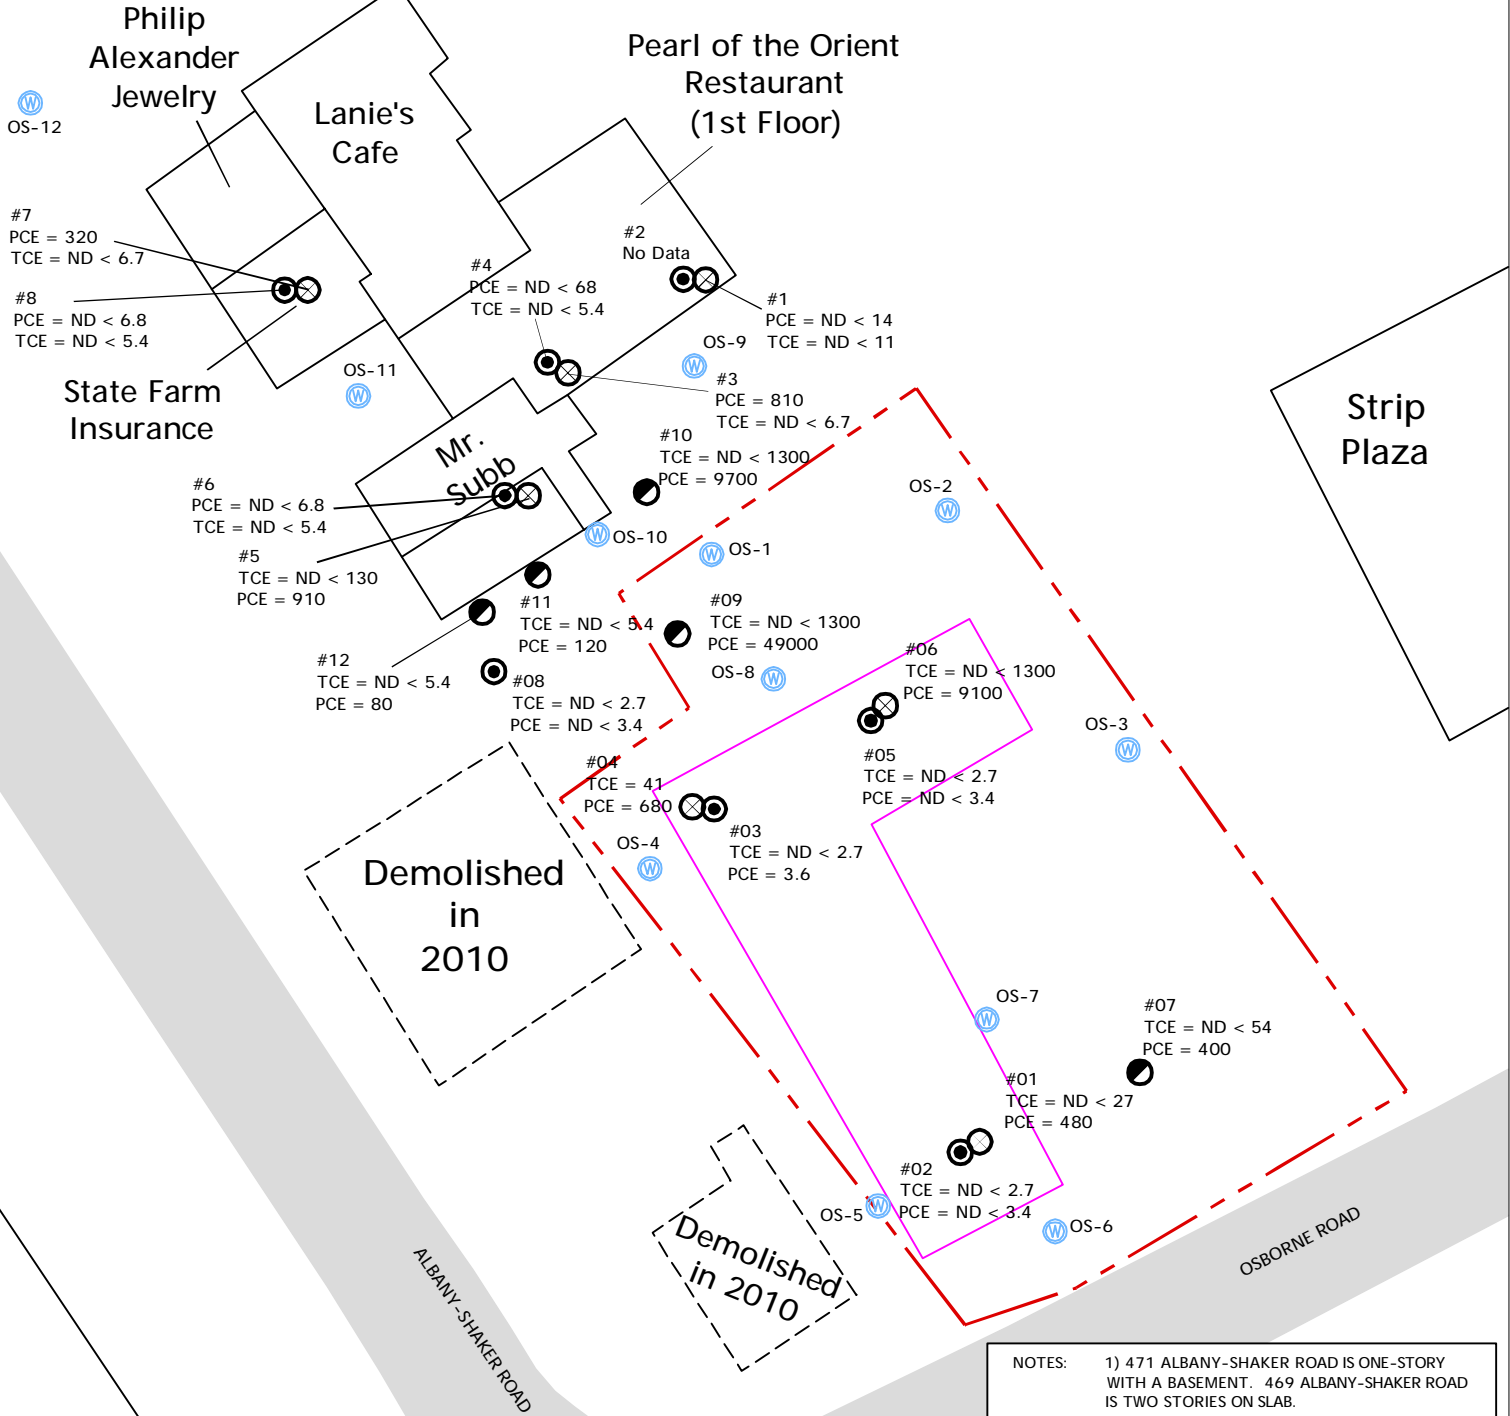 Philip
Alexander
Jewelry
Lanie's
Cafe
Pearl of the Orient
Restaurant
(1st Floor)
W
OS-12
#7
PCE = 320
TCE = ND < 6.7
#8
PCE = ND < 6.8
TCE = ND < 5.4
#4
PCE = ND < 68
TCE = ND < 5.4
#2
No Data
#1
PCE = ND < 14
TCE = ND < 11
OS-9
W
#3
PCE = 810
TCE = ND < 6.7
OS-11
W
State Farm
Insurance
Strip
Plaza
Mr.
Subb
#10
TCE = ND < 1300
PCE = 9700
#6
PCE = ND < 6.8
TCE = ND < 5.4
#5
TCE = ND < 130
PCE = 910
OS-2
W
W
OS-10
W
OS-1
#11
TCE = ND < 5.4
PCE = 120
#09
TCE = ND < 1300
PCE = 49000
#12
TCE = ND < 5.4
PCE = 80
#08
TCE = ND < 2.7
PCE = ND < 3.4
OS-8
W
#06
TCE = ND < 1300
PCE = 9100
OS-3
W
#05
TCE = ND < 2.7
PCE = ND < 3.4
#04
TCE = 41
PCE = 680
#03
TCE = ND < 2.7
PCE = 3.6
OS-4
W
Demolished
in
2010
OS-7
W
#07
TCE = ND < 54
PCE = 400
#01
TCE = ND < 27
PCE = 480
#02
TCE = ND < 2.7
PCE = ND < 3.4
OS-5
W
W
OS-6
Demolished
in 2010
ALBANY-SHAKER ROAD
OSBORNE ROAD
NOTES: 1) 471 ALBANY-SHAKER ROAD IS ONE-STORY
WITH A BASEMENT. 469 ALBANY-SHAKER ROAD
IS TWO STORIES ON SLAB.